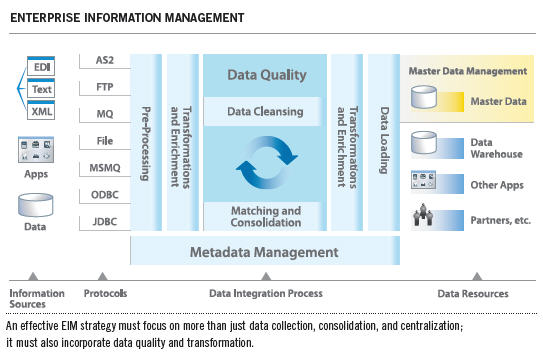 ENTERPRISE INFORMATION MANAGEMENT
EDI
Text
XML
Apps
Data
AS2
FTP
MQ
File
MSMQ
ODBC
JDBC
Pre-Processing
Transformations
and Enrichment
Data Quality
Data Cleansing
Matching and
Consolidation
Transformations
and Enrichment
Data Loading
Master Data Management
Master Data
Data
Warehouse
Other Apps
Partners, etc.
Metadata Management
Information
Sources
Protocols
Data Integration Process
Data Resources
An effective EIM strategy must focus on more than just data collection, consolidation, and centralization;
it must also incorporate data quality and transformation.